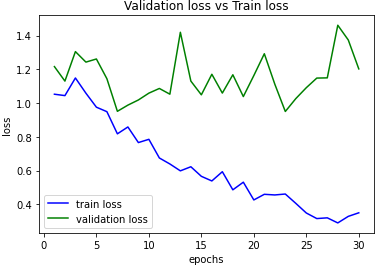 Validation loss vs Train loss
1.4
1.2
1.0
0.8
0.6
0.4
loss
train loss
validation loss
0 5 10 15 20 25 30
epochs